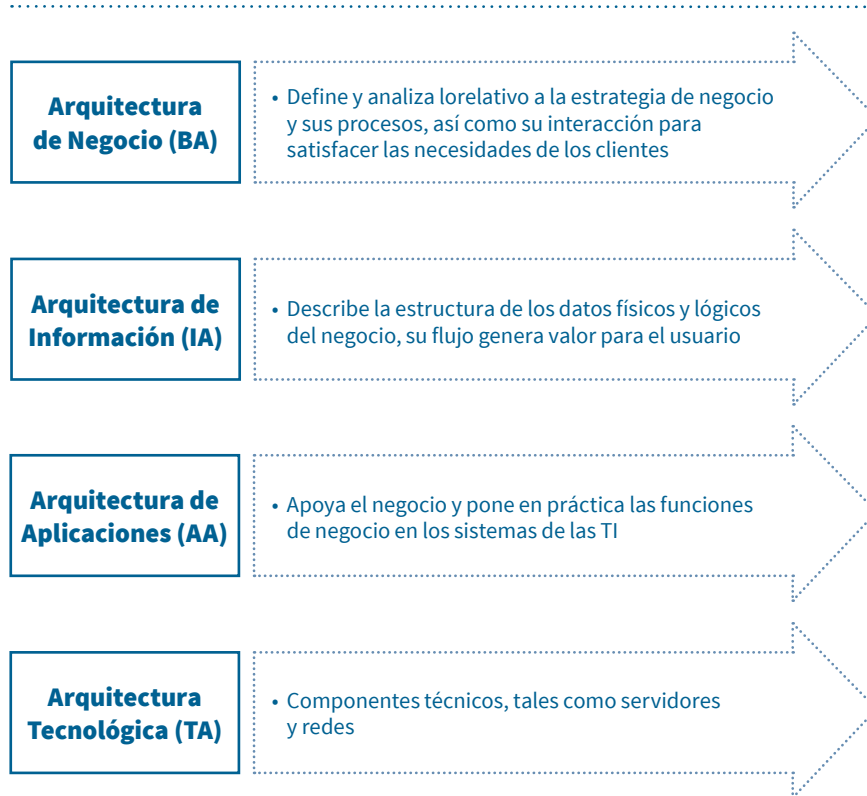 Arquitectura
de Negocio (BA)
• Define y analiza lorelativo a la estrategia de negocio
y sus procesos, así como su interacción para
satisfacer las necesidades de los clientes
Arquitectura de
Información (IA)
• Describe la estructura de los datos físicos y lógicos
del negocio, su flujo genera valor para el usuario
Arquitectura de
Aplicaciones (AA)
• Apoya el negocio y pone en práctica las funciones
de negocio en los sistemas de las TI
Arquitectura
Tecnológica (TA)
• Componentes técnicos, tales como servidores
y redes